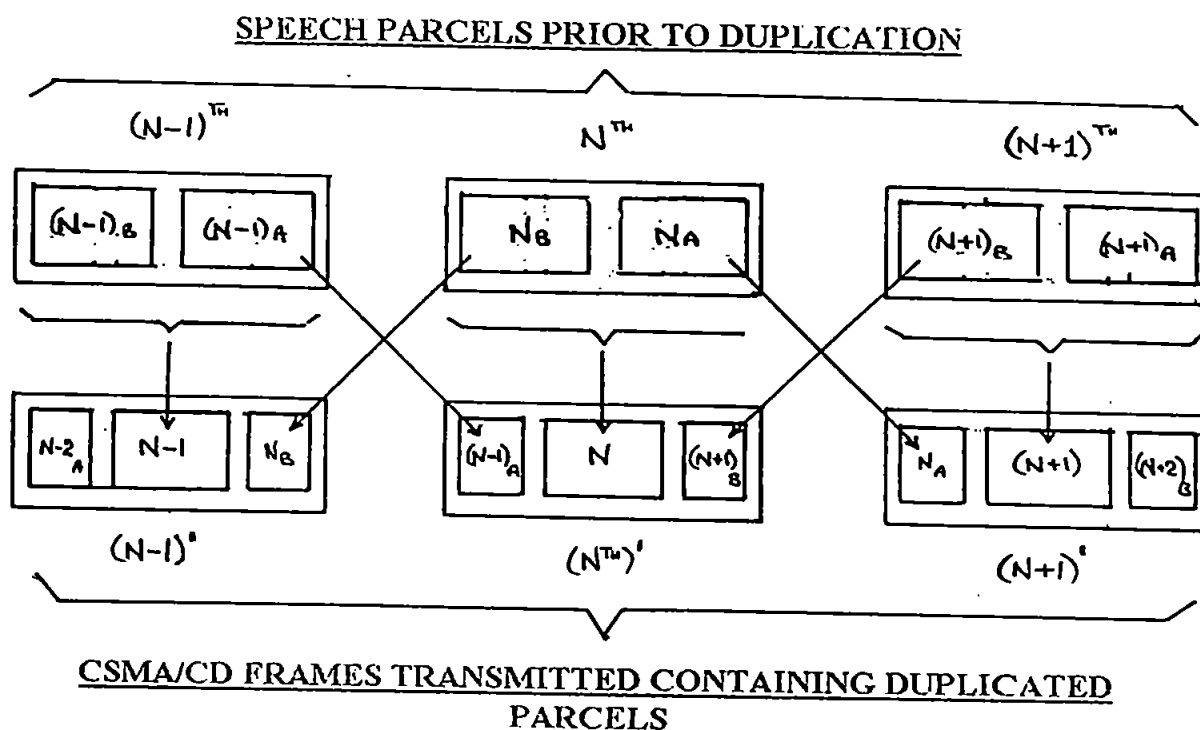 SPEECH PARCELS PRIOR TO DUPLICATION
(N-1)ᵀᴴ Nᵀᴴ (N+1)ᵀᴴ
(N-1)B (N-1)A NB NA (N+1)B (N+1)A
N-2A N-1 NB (N-1)A N (N+1)B NA (N+1) (N+2)B
(N-1)' (Nᵀᴴ)' (N+1)'
CSMA/CD FRAMES TRANSMITTED CONTAINING DUPLICATED
PARCELS